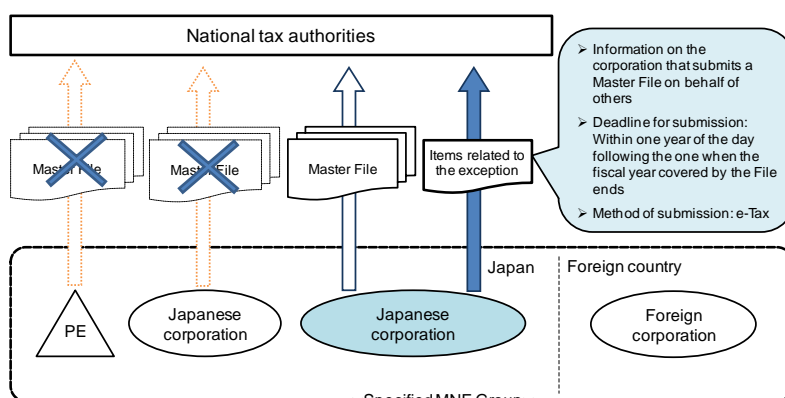 National tax authorities
➢ Information on the
corporation that submits a
Master File on behalf of
others
➢ Deadline for submission:
Within one year of the day
following the one when the
fiscal year covered by the File
ends
➢ Method of submission: e-Tax
Master File
Master File
Master File
Items related to
the exception
Japan
Foreign country
PE
Japanese
corporation
Japanese
corporation
Foreign
corporation
Specified MNE Group